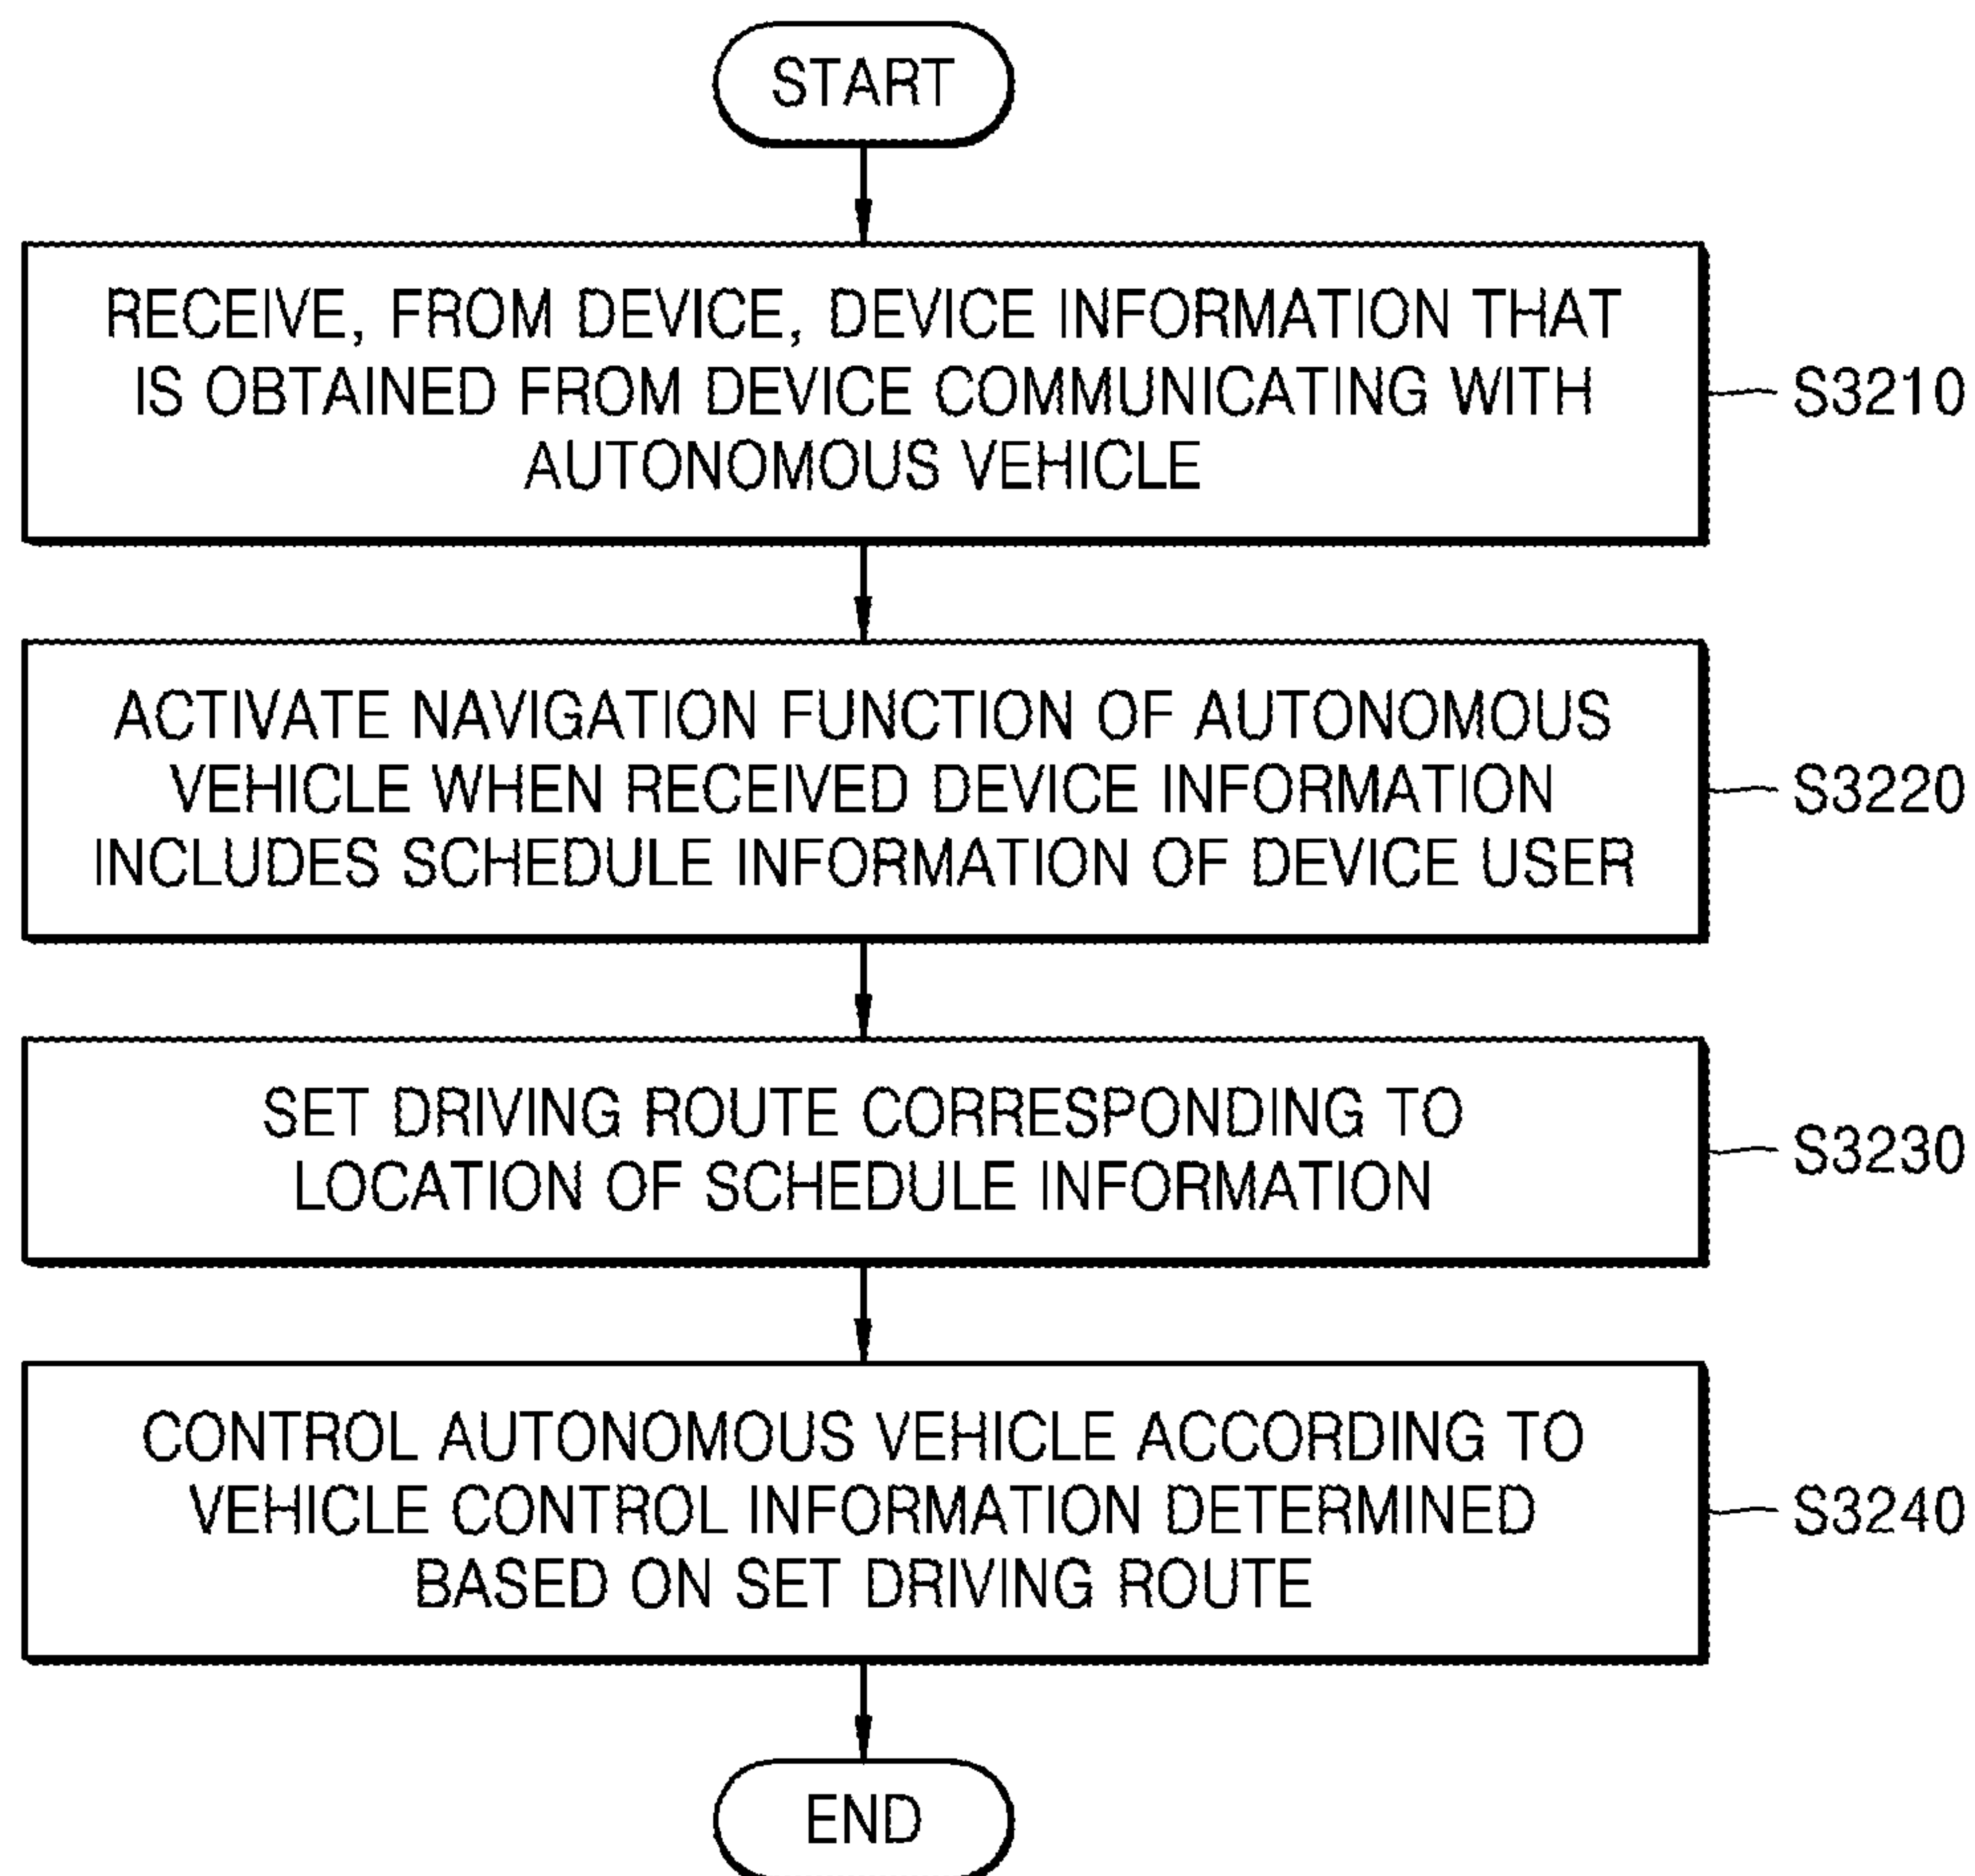 START
RECEIVE, FROM DEVICE, DEVICE INFORMATION THAT
IS OBTAINED FROM DEVICE COMMUNICATING WITH
AUTONOMOUS VEHICLE
S3210
ACTIVATE NAVIGATION FUNCTION OF AUTONOMOUS
VEHICLE WHEN RECEIVED DEVICE INFORMATION
INCLUDES SCHEDULE INFORMATION OF DEVICE USER
S3220
SET DRIVING ROUTE CORRESPONDING TO
LOCATION OF SCHEDULE INFORMATION
S3230
CONTROL AUTONOMOUS VEHICLE ACCORDING TO
VEHICLE CONTROL INFORMATION DETERMINED
BASED ON SET DRIVING ROUTE
S3240
END